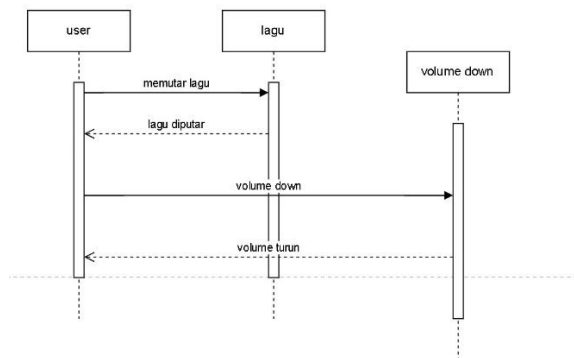 user
lagu
volume down
memutar lagu
lagu diputar
volume down
volume turun